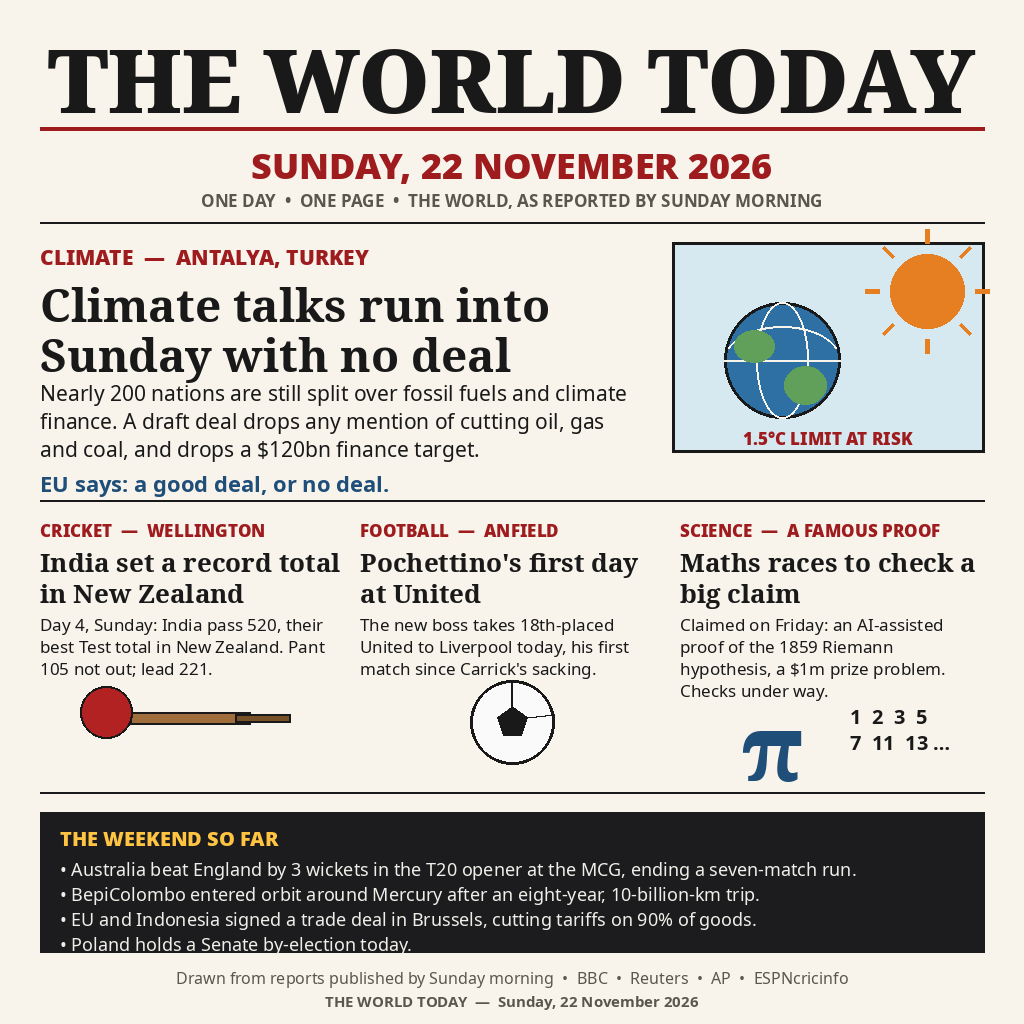 THE WORLD TODAY
SUNDAY, 22 NOVEMBER 2026
ONE DAY • ONE PAGE • THE WORLD, AS REPORTED BY SUNDAY MORNING
CLIMATE — ANTALYA, TURKEY
Climate talks run into
Sunday with no deal
Nearly 200 nations are still split over fossil fuels and climate
finance. A draft deal drops any mention of cutting oil, gas
and coal, and drops a $120bn finance target.
EU says: a good deal, or no deal.
1.5°C LIMIT AT RISK
CRICKET — WELLINGTON
India set a record total
in New Zealand
Day 4, Sunday: India pass 520, their
best Test total in New Zealand. Pant
105 not out; lead 221.
FOOTBALL — ANFIELD
Pochettino's first day
at United
The new boss takes 18th-placed
United to Liverpool today, his first
match since Carrick's sacking.
SCIENCE — A FAMOUS PROOF
Maths races to check a
big claim
Claimed on Friday: an AI-assisted
proof of the 1859 Riemann
hypothesis, a $1m prize problem.
Checks under way.
π
1 2 3 5
7 11 13 ...
THE WEEKEND SO FAR
• Australia beat England by 3 wickets in the T20 opener at the MCG, ending a seven-match run.
• BepiColombo entered orbit around Mercury after an eight-year, 10-billion-km trip.
• EU and Indonesia signed a trade deal in Brussels, cutting tariffs on 90% of goods.
• Poland holds a Senate by-election today.
Drawn from reports published by Sunday morning • BBC • Reuters • AP • ESPNcricinfo
THE WORLD TODAY — Sunday, 22 November 2026